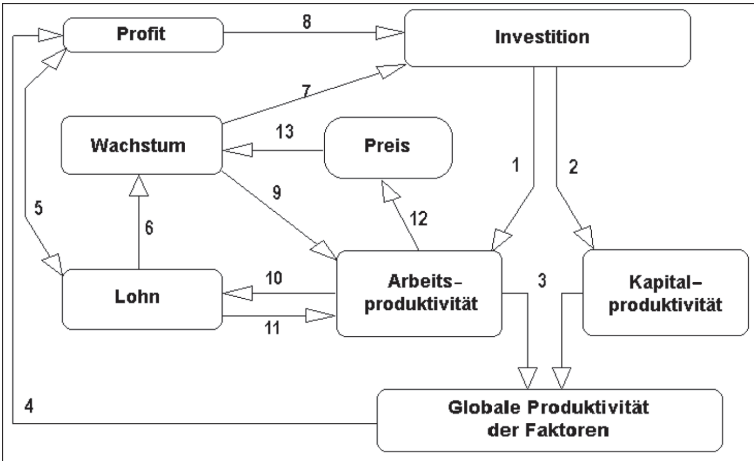 Profit
8
Investition
7
Wachstum
13
Preis
1
2
5
6
9
12
Lohn
10
11
Arbeits-
produktivität
3
Kapital-
produktivität
4
Globale Produktivität
der Faktoren